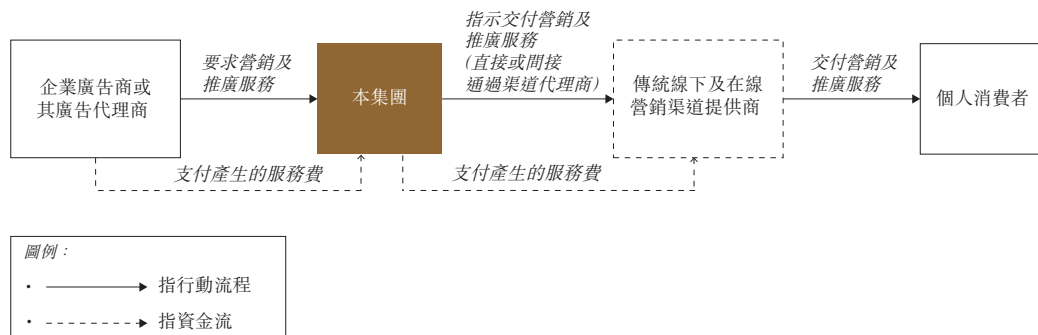 企業廣告商或
其廣告代理商
要求營銷及
推廣服務
本集團
指示交付營銷及
推廣服務
(直接或間接
通過渠道代理商)
傳統線下及在線
營銷渠道提供商
交付營銷及
推廣服務
個人消費者
支付產生的服務費
支付產生的服務費
圖例：
• 指行動流程
• 指資金流